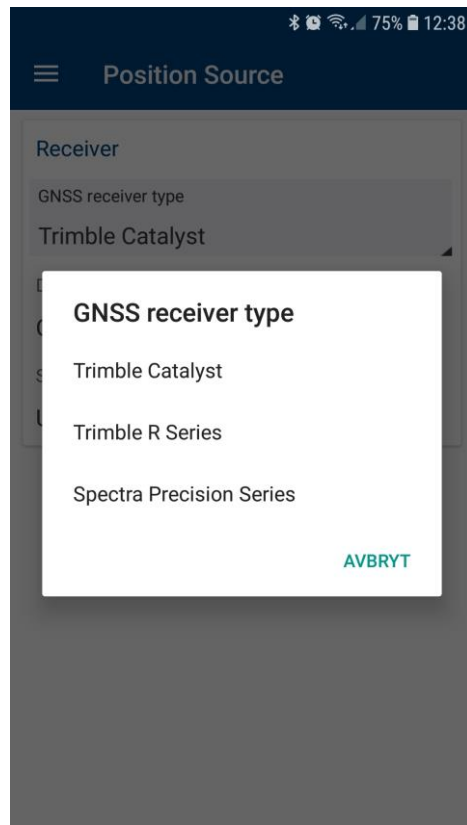 75% 12:38
Position Source
Receiver
GNSS receiver type
Trimble Catalyst
GNSS receiver type
Trimble Catalyst
Trimble R Series
Spectra Precision Series
AVBRYT